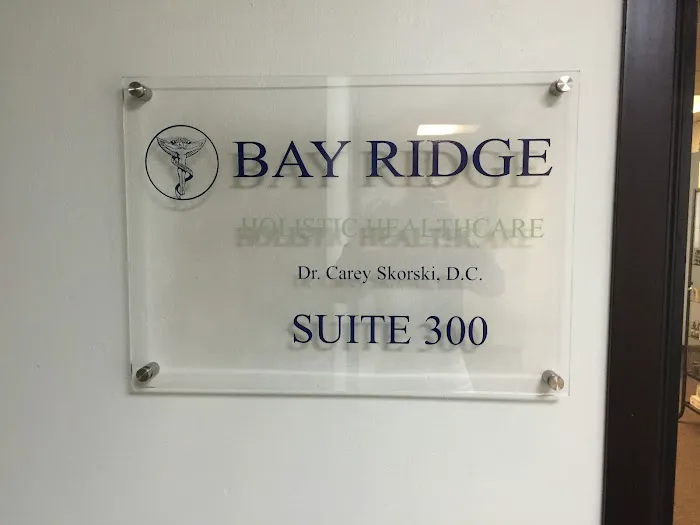 BAY RIDGE
HOLISTIC HEALTHCARE
Dr. Carey Skorski, D.C.
SUITE 300